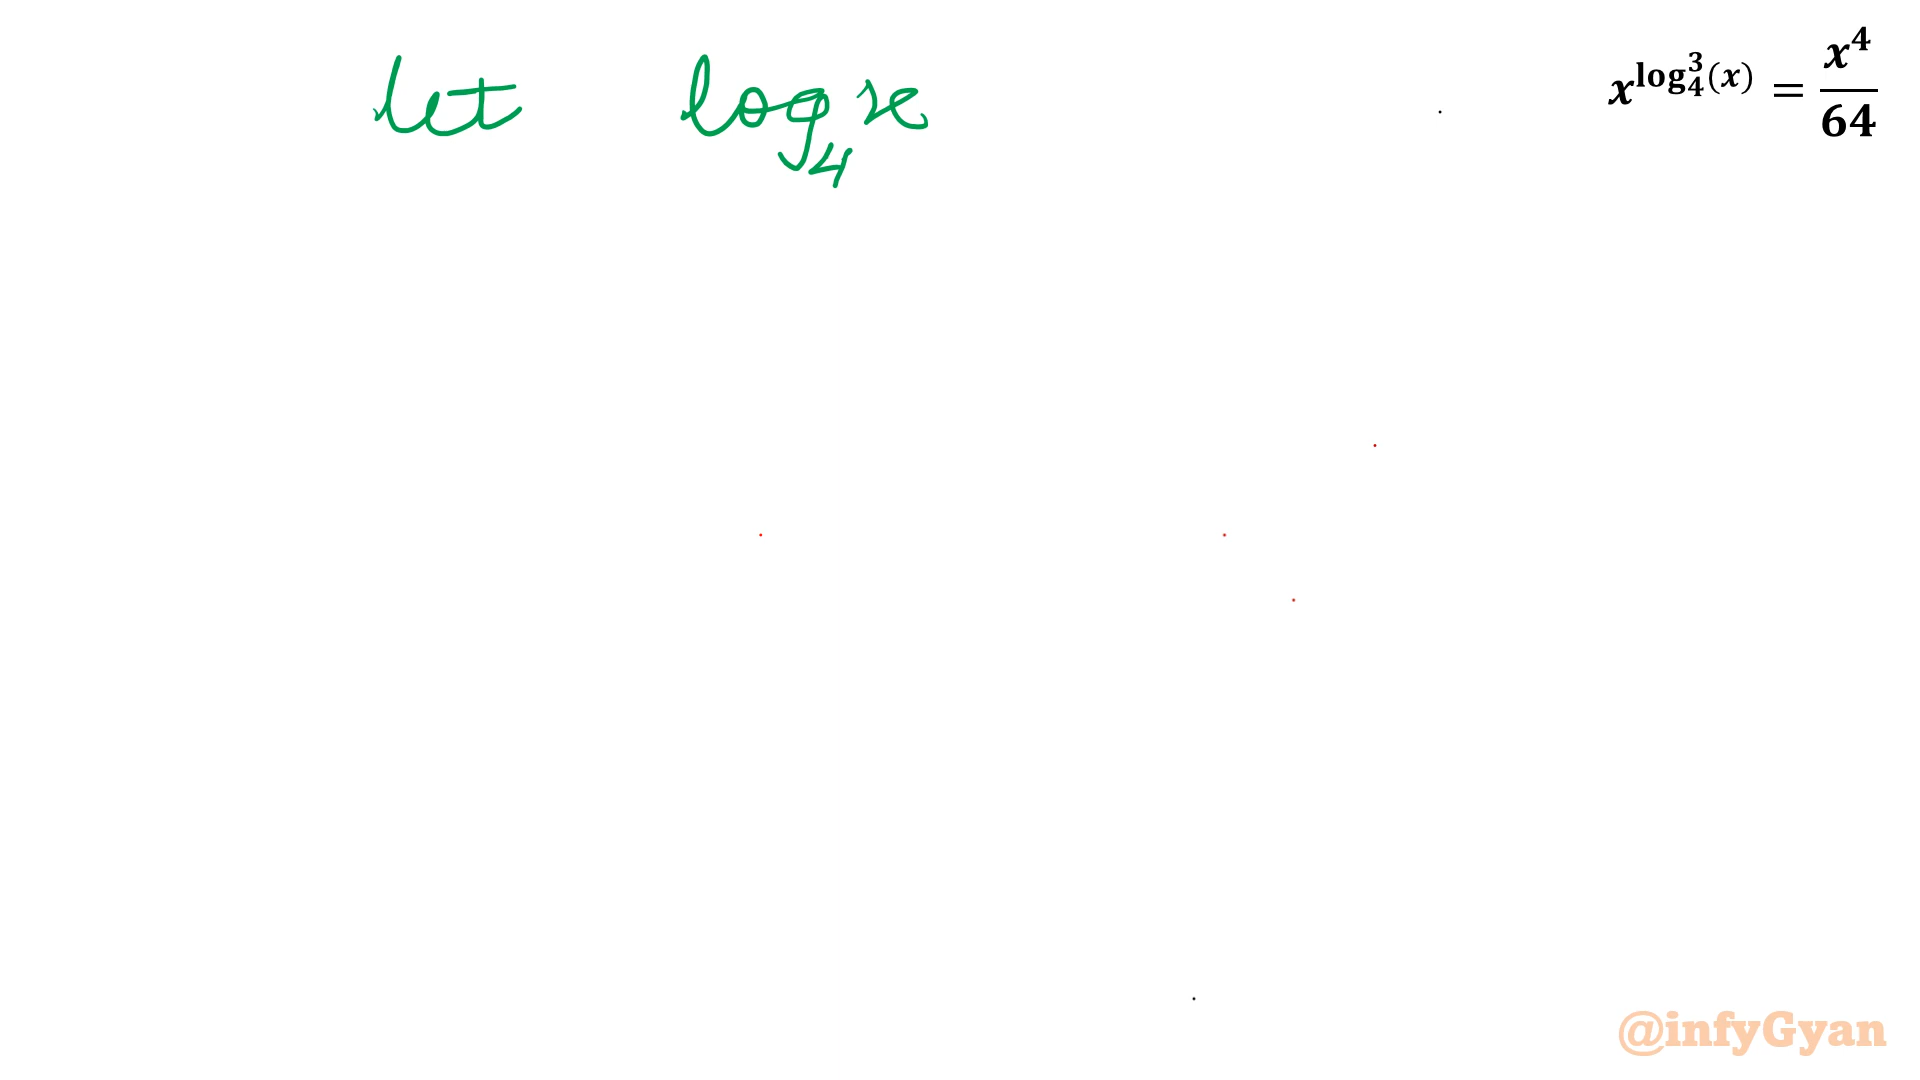 let log₄x
x^{log₄³(x)} = x⁴/64
@infyGyan